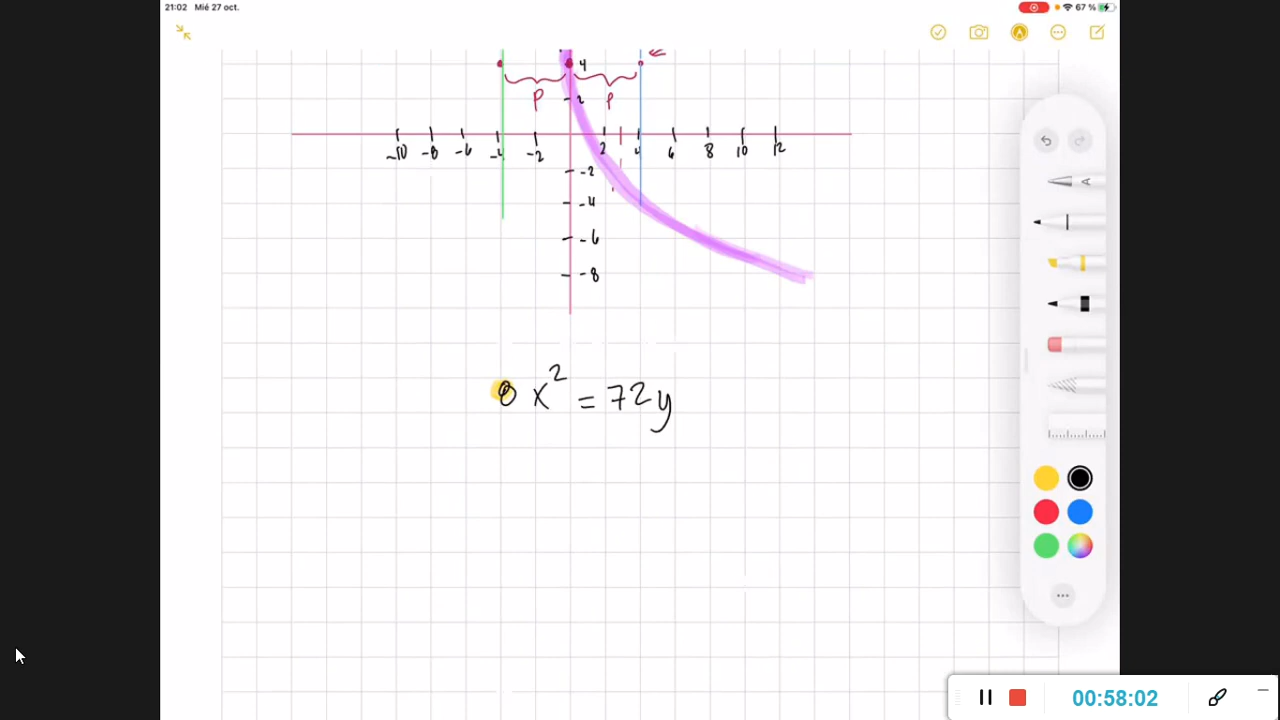 21:02 Mié 27 oct. 67 %
4
P P 2
-10 -8 -6 -4 -2 2 4 6 8 10 12
-2
-4
-6
-8
x² = 72y
A
00:58:02